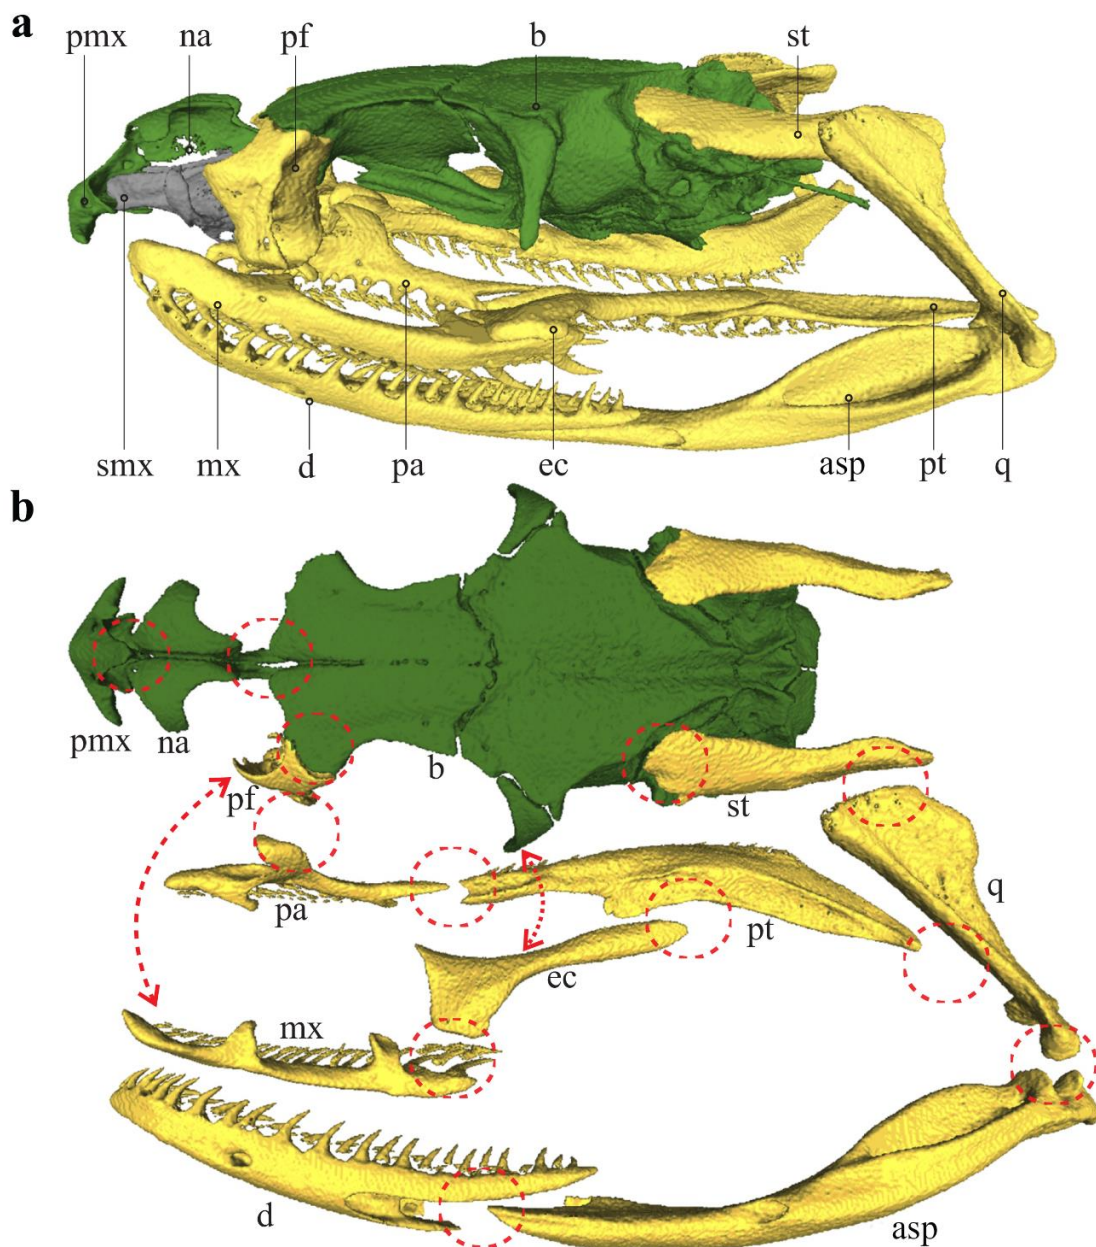 a
pmx na pf b st
smx mx d pa ec asp pt q
b
pmx na
b
pf
st
pa
pt
q
ec
mx
d
asp